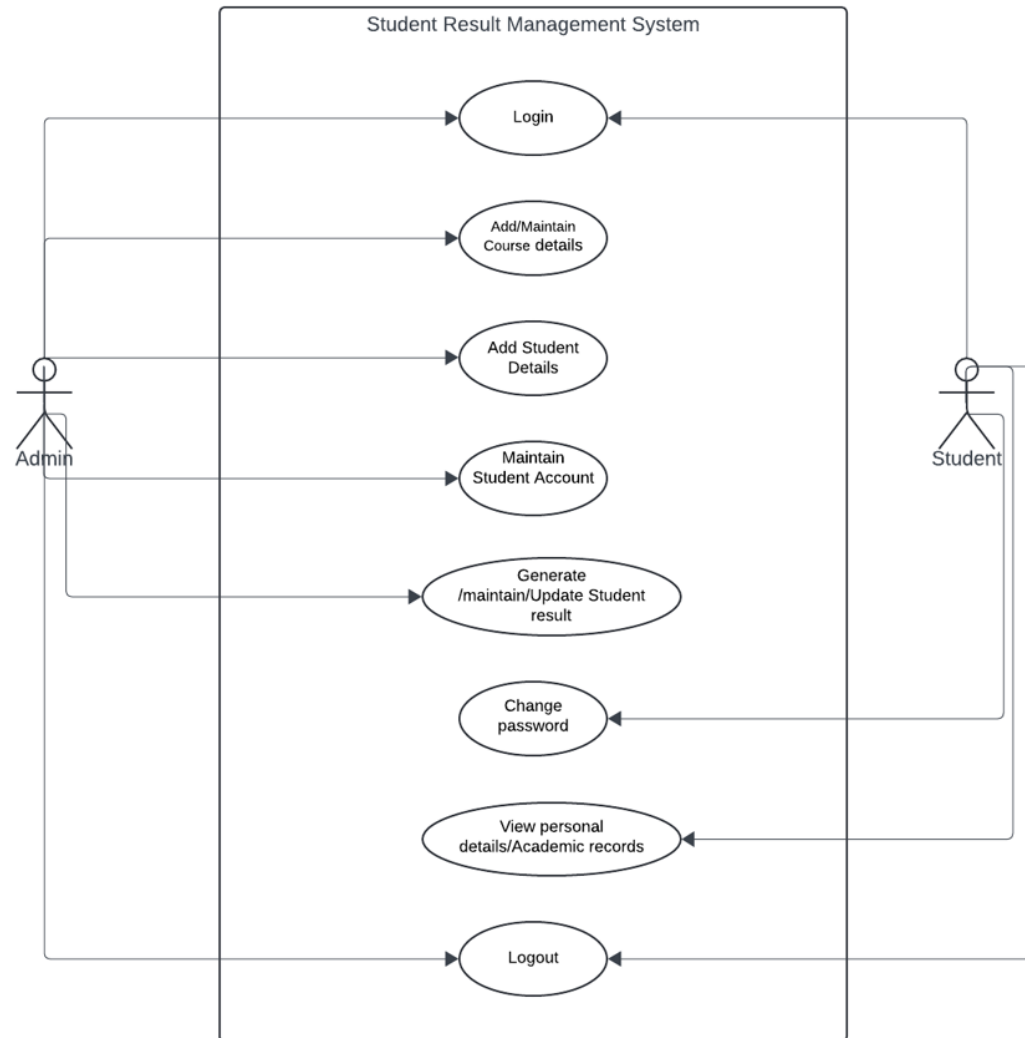 Student Result Management System
Login
Add/Maintain
Course details
Add Student
Details
Admin
Student
Maintain
Student Account
Generate
/maintain/Update Student
result
Change
password
View personal
details/Academic records
Logout